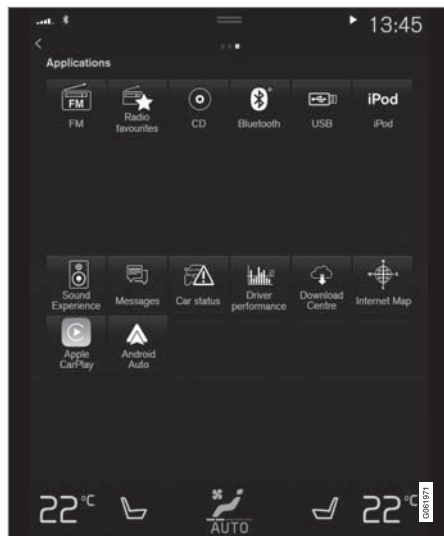 13:45
Applications
FM
iPod
FM
Radio
favourites
CD
Bluetooth
USB
iPod
Sound
Experience
Messages
Car status
Driver
performance
Download
Centre
Internet Map
Apple
CarPlay
Android
Auto
22°C
AUTO
22°C
G061971